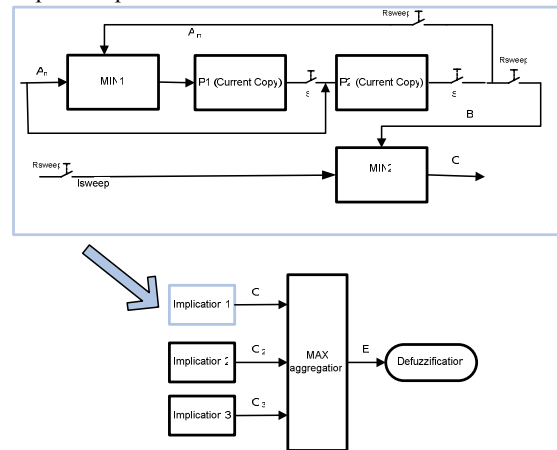 Rsweep
An
An
MIN1
P1 (Current Copy)
S
P2 (Current Copy)
S
Rsweep
B
Rsweep
Isweep
MIN2
C
Implication 1
C
Implication 2
C2
Implication 3
C3
MAX
aggregation
E
Defuzzification